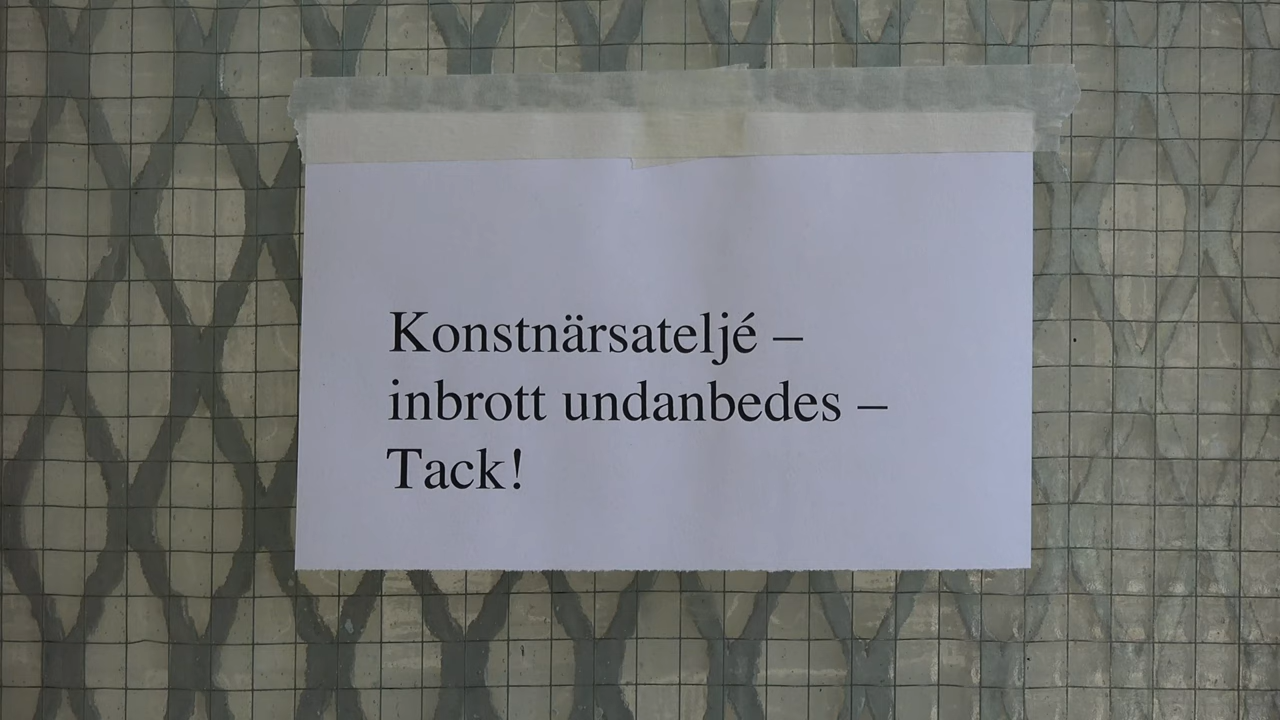 Konstnärsateljé –
inbrott undanbedes –
Tack!